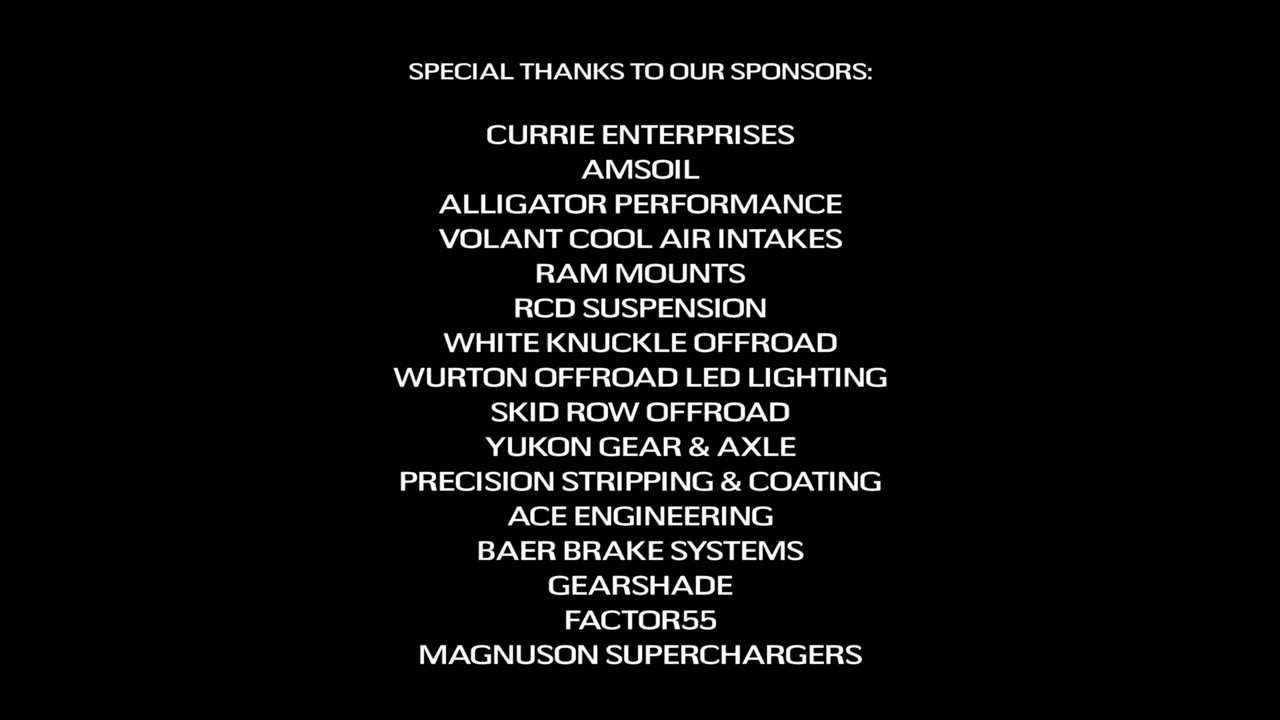 SPECIAL THANKS TO OUR SPONSORS:
CURRIE ENTERPRISES
AMSOIL
ALLIGATOR PERFORMANCE
VOLANT COOL AIR INTAKES
RAM MOUNTS
RCD SUSPENSION
WHITE KNUCKLE OFFROAD
WURTON OFFROAD LED LIGHTING
SKID ROW OFFROAD
YUKON GEAR & AXLE
PRECISION STRIPPING & COATING
ACE ENGINEERING
BAER BRAKE SYSTEMS
GEARSHADE
FACTOR55
MAGNUSON SUPERCHARGERS